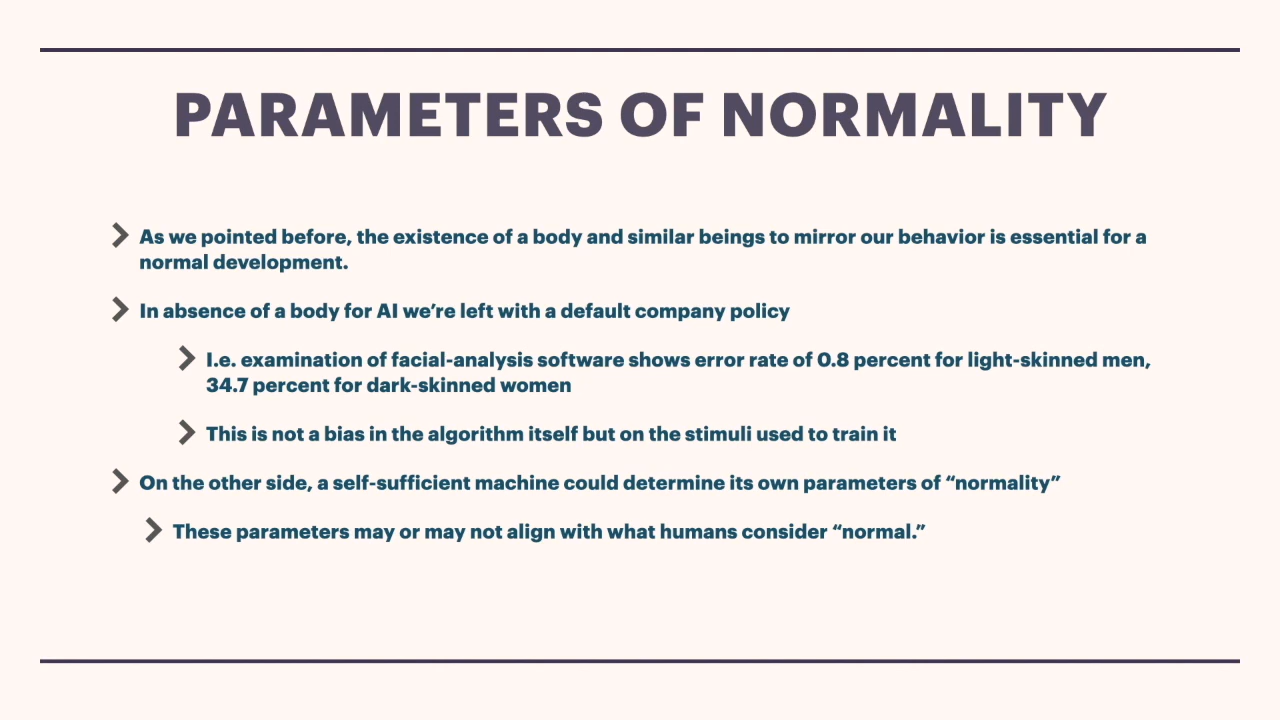 PARAMETERS OF NORMALITY
As we pointed before, the existence of a body and similar beings to mirror our behavior is essential for a
normal development.
In absence of a body for AI we’re left with a default company policy
I.e. examination of facial-analysis software shows error rate of 0.8 percent for light-skinned men,
34.7 percent for dark-skinned women
This is not a bias in the algorithm itself but on the stimuli used to train it
On the other side, a self-sufficient machine could determine its own parameters of “normality”
These parameters may or may not align with what humans consider “normal.”